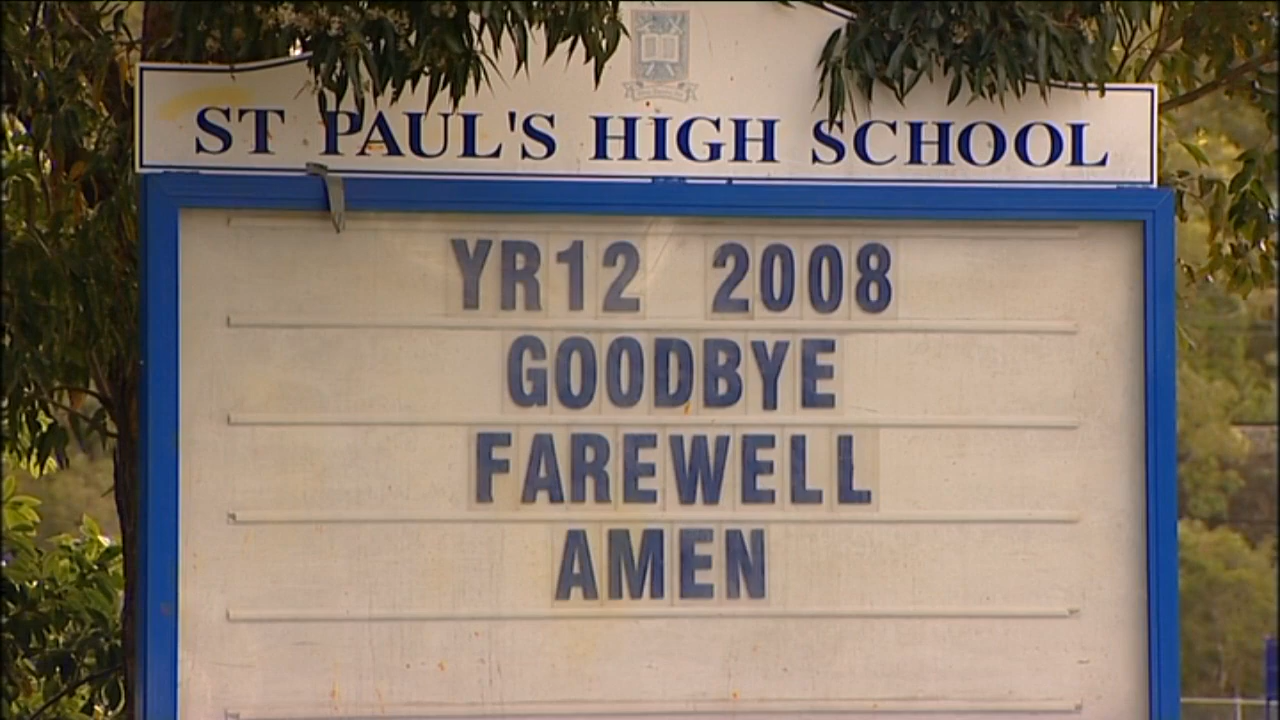 ST PAUL'S HIGH SCHOOL
YR12 2008
GOODBYE
FAREWELL
AMEN